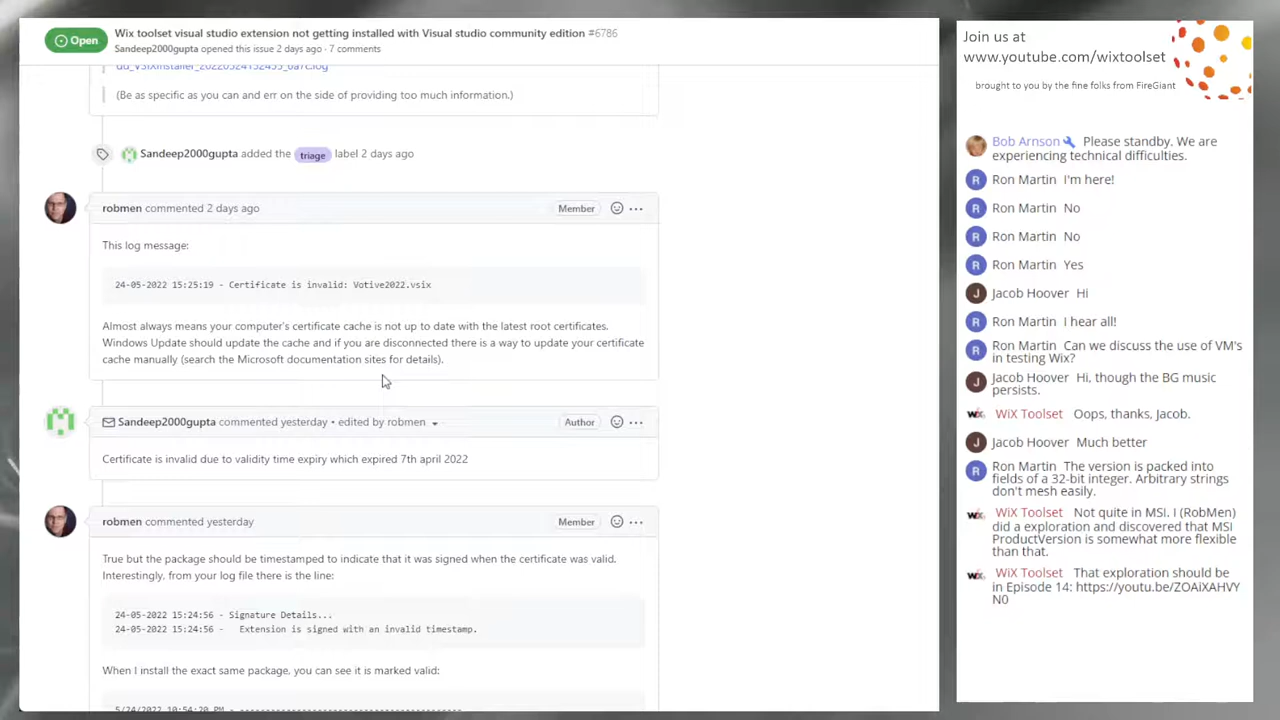 Open
Wix toolset visual studio extension not getting installed with Visual studio community edition #6786
Sandeep2000gupta opened this issue 2 days ago · 7 comments
(Be as specific as you can and err on the side of providing too much information.)
Sandeep2000gupta added the triage label 2 days ago
robmen commented 2 days ago
Member
This log message:
24-05-2022 15:25:19 - Certificate is invalid: Votive2022.vsix
Almost always means your computer's certificate cache is not up to date with the latest root certificates.
Windows Update should update the cache and if you are disconnected there is a way to update your certificate
cache manually (search the Microsoft documentation sites for details).
Sandeep2000gupta commented yesterday • edited by robmen
Author
Certificate is invalid due to validity time expiry which expired 7th april 2022
robmen commented yesterday
Member
True but the package should be timestamped to indicate that it was signed when the certificate was valid.
Interestingly, from your log file there is the line:
24-05-2022 15:24:56 - Signature Details...
24-05-2022 15:24:56 -   Extension is signed with an invalid timestamp.
When I install the exact same package, you can see it is marked valid:
5/24/2022 10:54:20 PM - 
Join us at
www.youtube.com/wixtoolset
brought to you by the fine folks from FireGiant
Bob Arnson Please standby. We are
experiencing technical difficulties.
R Ron Martin I'm here!
R Ron Martin No
R Ron Martin No
R Ron Martin Yes
J Jacob Hoover Hi
R Ron Martin I hear all!
R Ron Martin Can we discuss the use of VM's
in testing Wix?
J Jacob Hoover Hi, though the BG music
persists.
WiX WiX Toolset Oops, thanks, Jacob.
J Jacob Hoover Much better
R Ron Martin The version is packed into
fields of a 32-bit integer. Arbitrary strings
don't mesh easily.
WiX WiX Toolset Not quite in MSI. I (RobMen)
did a exploration and discovered that MSI
ProductVersion is somewhat more flexible
than that.
WiX WiX Toolset That exploration should be
in Episode 14: https://youtu.be/ZOAiXAHVY
N0